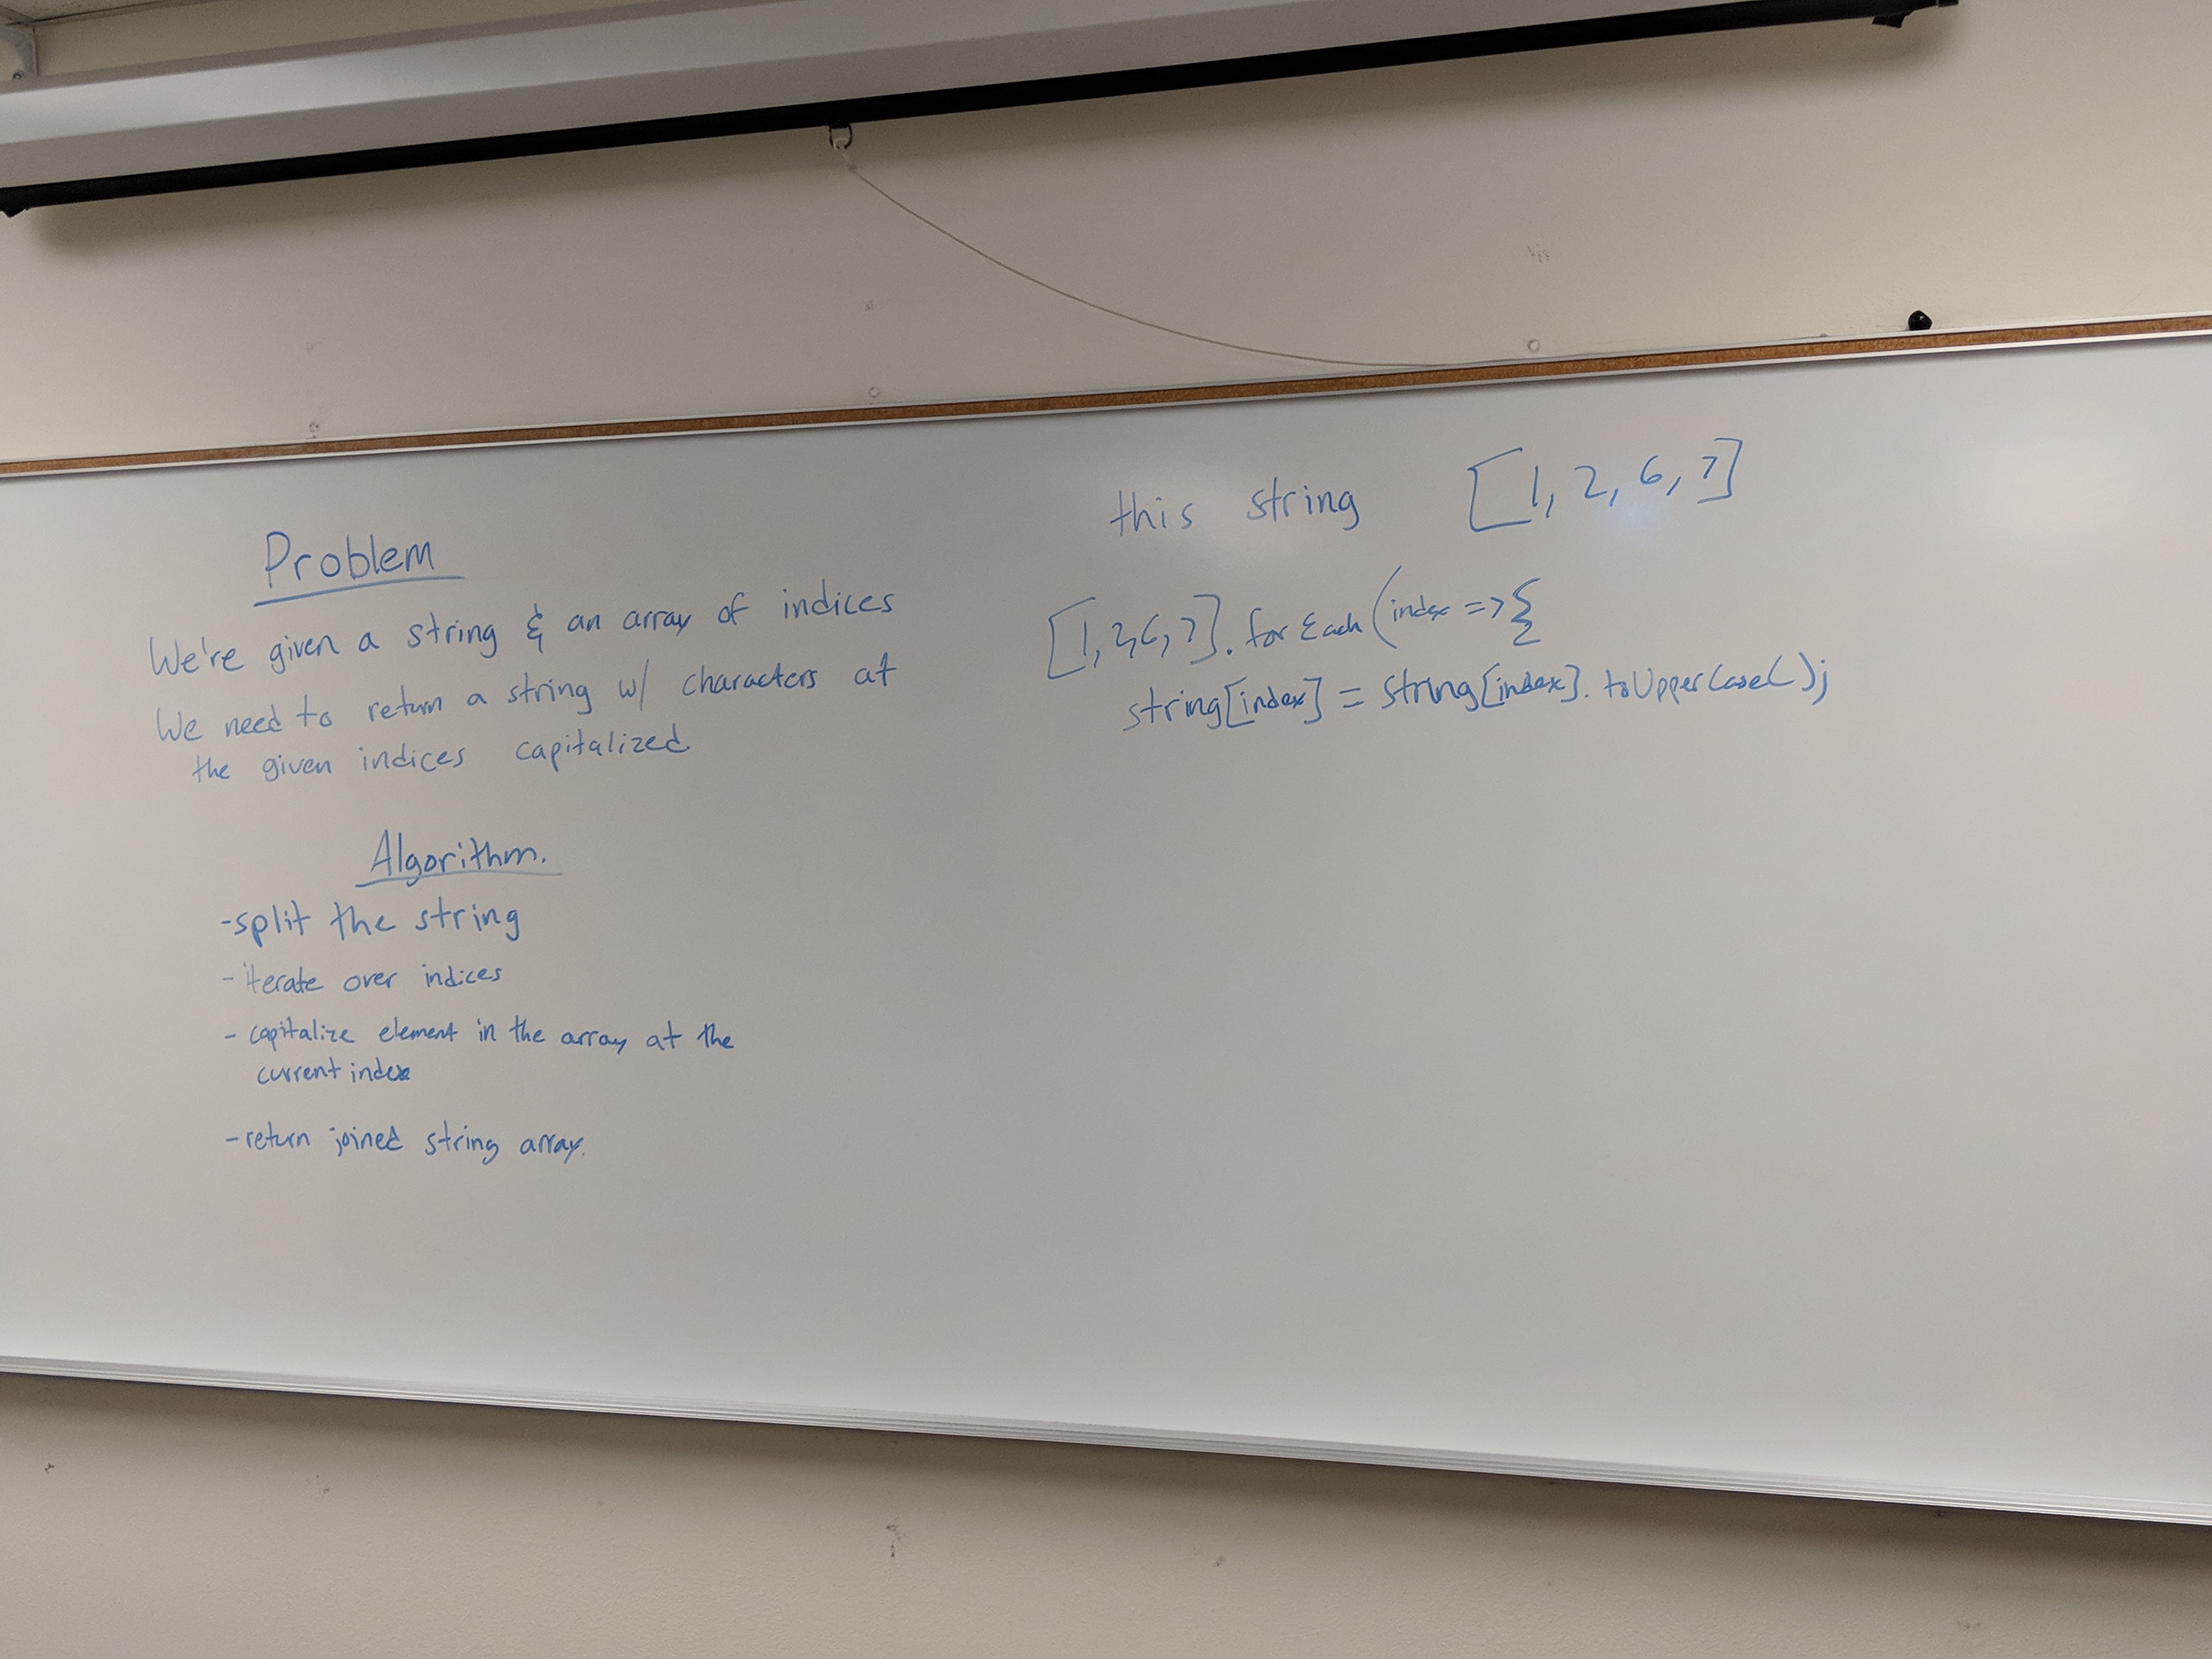 Problem
We're given a string & an array of indices
We need to return a string w/ characters at
the given indices capitalized
Algorithm.
-split the string
- iterate over indices
- capitalize element in the array at the
current index
-return joined string array.
this string [1, 2, 6, 7]
[1, 2, 6, 7]. forEach (index => {
string[index] = string[index]. toUpperCase();